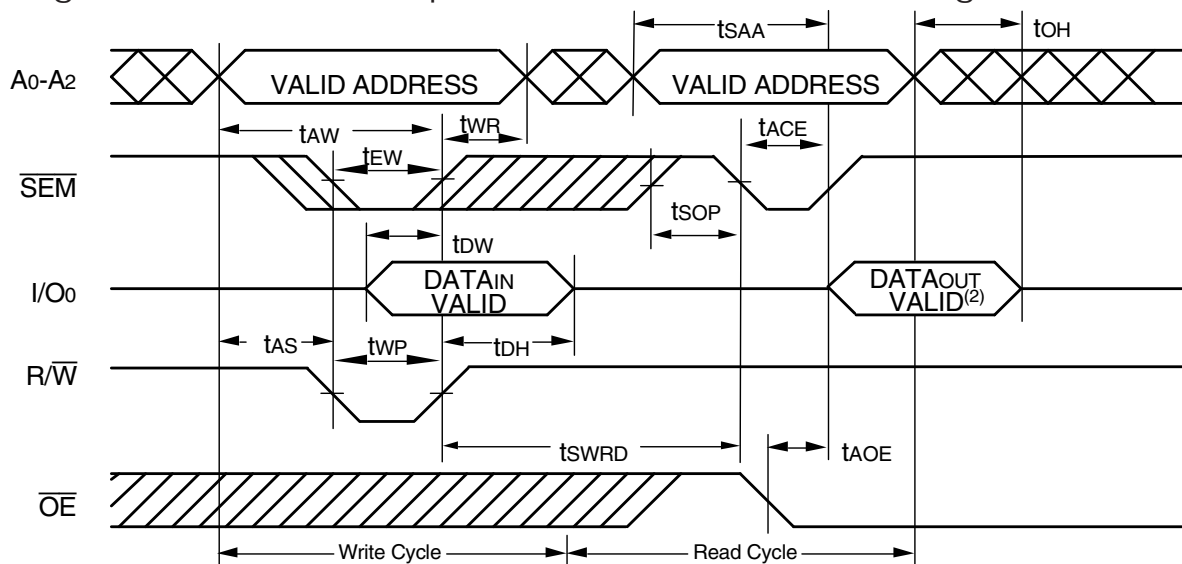 tSAA
tOH
A0-A2
VALID ADDRESS
VALID ADDRESS
tAW
tWR
tACE
tEW
SEM
tSOP
tDW
I/O0
DATAIN
VALID
DATAOUT
VALID(2)
tAS
tWP
tDH
R/W
tSWRD
tAOE
OE
Write Cycle
Read Cycle